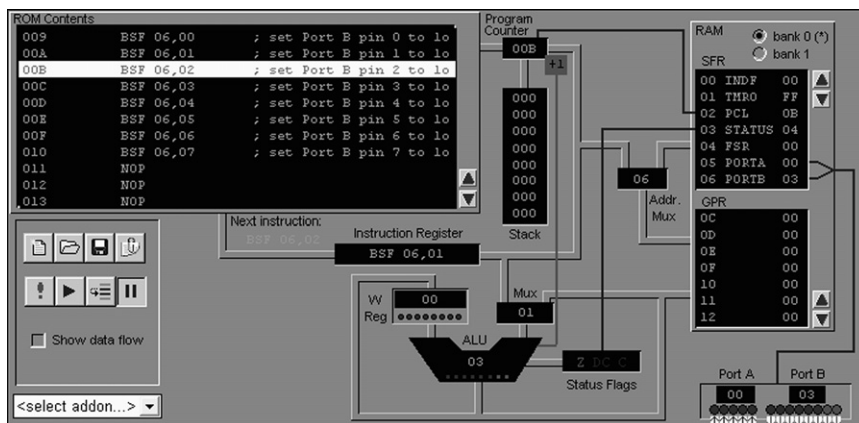 ROM Contents
009 BSF 06,00 ; set Port B pin 0 to lo
00A BSF 06,01 ; set Port B pin 1 to lo
00B BSF 06,02 ; set Port B pin 2 to lo
00C BSF 06,03 ; set Port B pin 3 to lo
00D BSF 06,04 ; set Port B pin 4 to lo
00E BSF 06,05 ; set Port B pin 5 to lo
00F BSF 06,06 ; set Port B pin 6 to lo
010 BSF 06,07 ; set Port B pin 7 to lo
011 NOP
012 NOP
013 NOP
Program
Counter
00B
+1
000
000
000
000
000
000
000
000
Stack
RAM
bank 0 (*)
bank 1
SFR
00 INDF 00
01 TMR0 FF
02 PCL 0B
03 STATUS 04
04 FSR 00
05 PORTA 00
06 PORTB 03
06
Addr.
Mux
GPR
0C 00
0D 00
0E 00
0F 00
10 00
11 00
12 00
Next instruction:
BSF 06,02
Instruction Register
BSF 06,01
W
Reg
00
Mux
01
ALU
03
Z DC C
Status Flags
Show data flow
<select addon...>
Port A
00
Port B
03